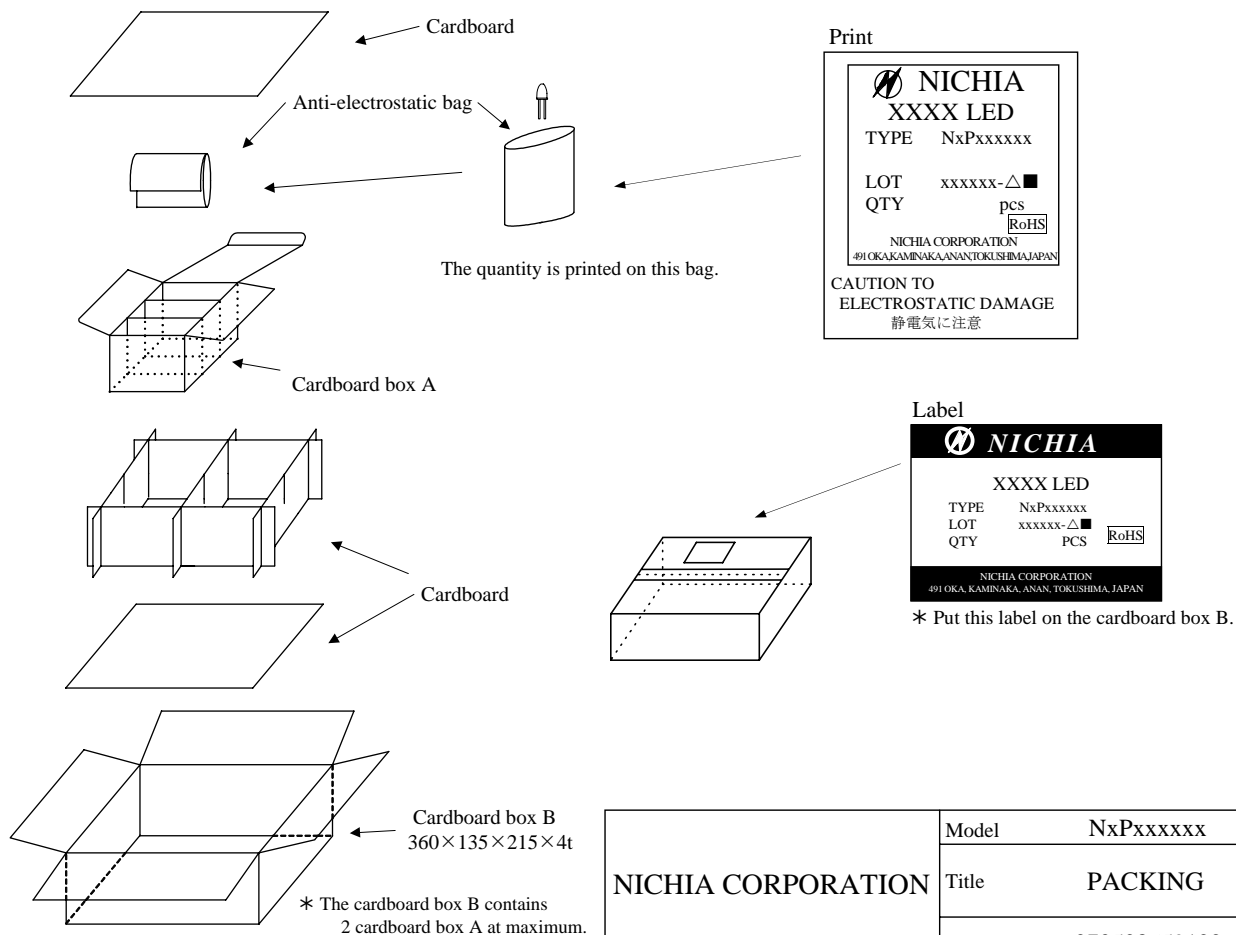 Cardboard
Anti-electrostatic bag
The quantity is printed on this bag.
Cardboard box A
Cardboard
Cardboard box B
360×135×215×4t
＊ The cardboard box B contains
2 cardboard box A at maximum.
Print
NICHIA
XXXX LED
TYPE NxPxxxxxx
LOT xxxxxx-△■
QTY pcs
RoHS
NICHIA CORPORATION
491 OKA,KAMINAKA,ANAN,TOKUSHIMA,JAPAN
CAUTION TO
ELECTROSTATIC DAMAGE
静電気に注意
Label
NICHIA
XXXX LED
TYPE NxPxxxxxx
LOT xxxxxx-△■
QTY PCS RoHS
NICHIA CORPORATION
491 OKA, KAMINAKA, ANAN, TOKUSHIMA, JAPAN
＊ Put this label on the cardboard box B.
NICHIA CORPORATION
Model NxPxxxxxx
Title PACKING